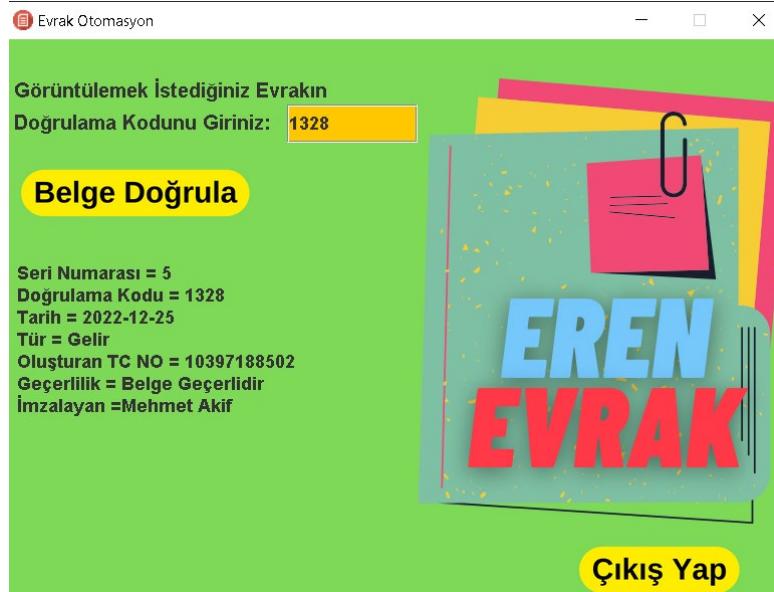 Evrak Otomasyon
Görüntülemek İstediğiniz Evrakın
Doğrulama Kodunu Giriniz: 1328
Belge Doğrula
Seri Numarası = 5
Doğrulama Kodu = 1328
Tarih = 2022-12-25
Tür = Gelir
Oluşturan TC NO = 10397188502
Geçerlilik = Belge Geçerlidir
İmzalayan =Mehmet Akif
EREN
EVRAK
Çıkış Yap